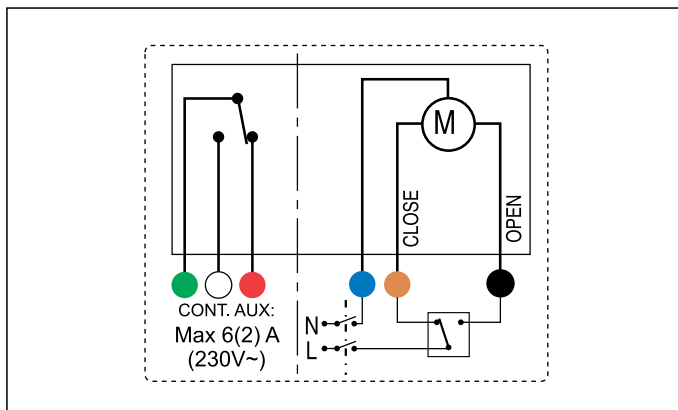 M
CLOSE
OPEN
CONT. AUX:
Max 6(2) A
(230V~)
N
L